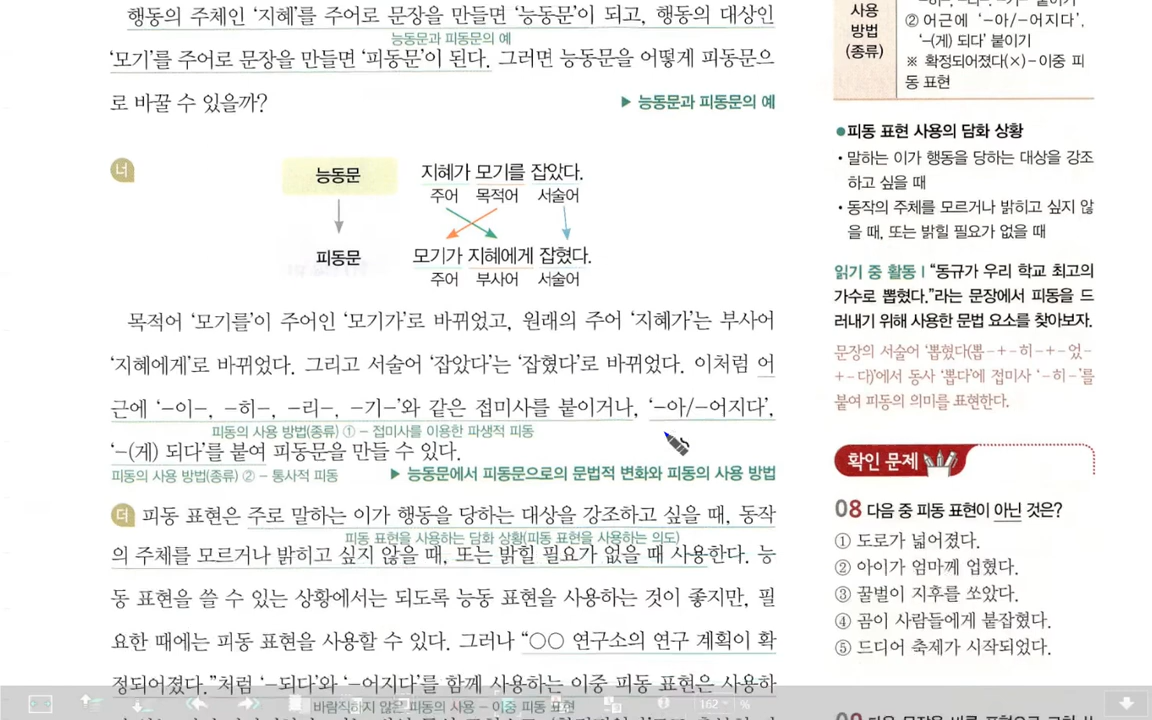 행동의 주체인 ‘지혜’를 주어로 문장을 만들면 ‘능동문’이 되고, 행동의 대상인
능동문과 피동문의 예
‘모기’를 주어로 문장을 만들면 ‘피동문’이 된다. 그러면 능동문을 어떻게 피동문으
로 바꿀 수 있을까?
▶ 능동문과 피동문의 예
너
능동문
지혜가 모기를 잡았다.
주어 목적어 서술어
피동문
모기가 지혜에게 잡혔다.
주어 부사어 서술어
목적어 ‘모기를’이 주어인 ‘모기가’로 바뀌었고, 원래의 주어 ‘지혜가’는 부사어
‘지혜에게’로 바뀌었다. 그리고 서술어 ‘잡았다’는 ‘잡혔다’로 바뀌었다. 이처럼 어
근에 ‘–이–, –히–, –리–, –기–’와 같은 접미사를 붙이거나, ‘–아/–어지다’,
피동의 사용 방법(종류) ① – 접미사를 이용한 파생적 피동
‘–(게) 되다’를 붙여 피동문을 만들 수 있다.
피동의 사용 방법(종류) ② – 통사적 피동
▶ 능동문에서 피동문으로의 문법적 변화와 피동의 사용 방법
더
피동 표현은 주로 말하는 이가 행동을 당하는 대상을 강조하고 싶을 때, 동작
피동 표현을 사용하는 담화 상황(피동 표현을 사용하는 의도)
의 주체를 모르거나 밝히고 싶지 않을 때, 또는 밝힐 필요가 없을 때 사용한다. 능
동 표현을 쓸 수 있는 상황에서는 되도록 능동 표현을 사용하는 것이 좋지만, 필
요한 때에는 피동 표현을 사용할 수 있다. 그러나 “○○ 연구소의 연구 계획이 확
정되어졌다.”처럼 ‘–되다’와 ‘–어지다’를 함께 사용하는 이중 피동 표현은 사용하
바람직하지 않은 피동의 사용 – 이중 피동 표현
162 %
사용
방법
(종류)
② 어근에 ‘–아/–어지다’,
‘–(게) 되다’ 붙이기
※ 확정되어졌다(×)–이중 피
동 표현
●피동 표현 사용의 담화 상황
• 말하는 이가 행동을 당하는 대상을 강조
하고 싶을 때
• 동작의 주체를 모르거나 밝히고 싶지 않
을 때, 또는 밝힐 필요가 없을 때
읽기 중 활동 | “동규가 우리 학교 최고의
가수로 뽑혔다.”라는 문장에서 피동을 드
러내기 위해 사용한 문법 요소를 찾아보자.
문장의 서술어 ‘뽑혔다(뽑–+–히–+–었–
+–다)’에서 동사 ‘뽑다’에 접미사 ‘–히–’를
붙여 피동의 의미를 표현한다.
확인 문제
08 다음 중 피동 표현이 아닌 것은?
① 도로가 넓어졌다.
② 아이가 엄마께 업혔다.
③ 꿀벌이 지후를 쏘았다.
④ 곰이 사람들에게 붙잡혔다.
⑤ 드디어 축제가 시작되었다.